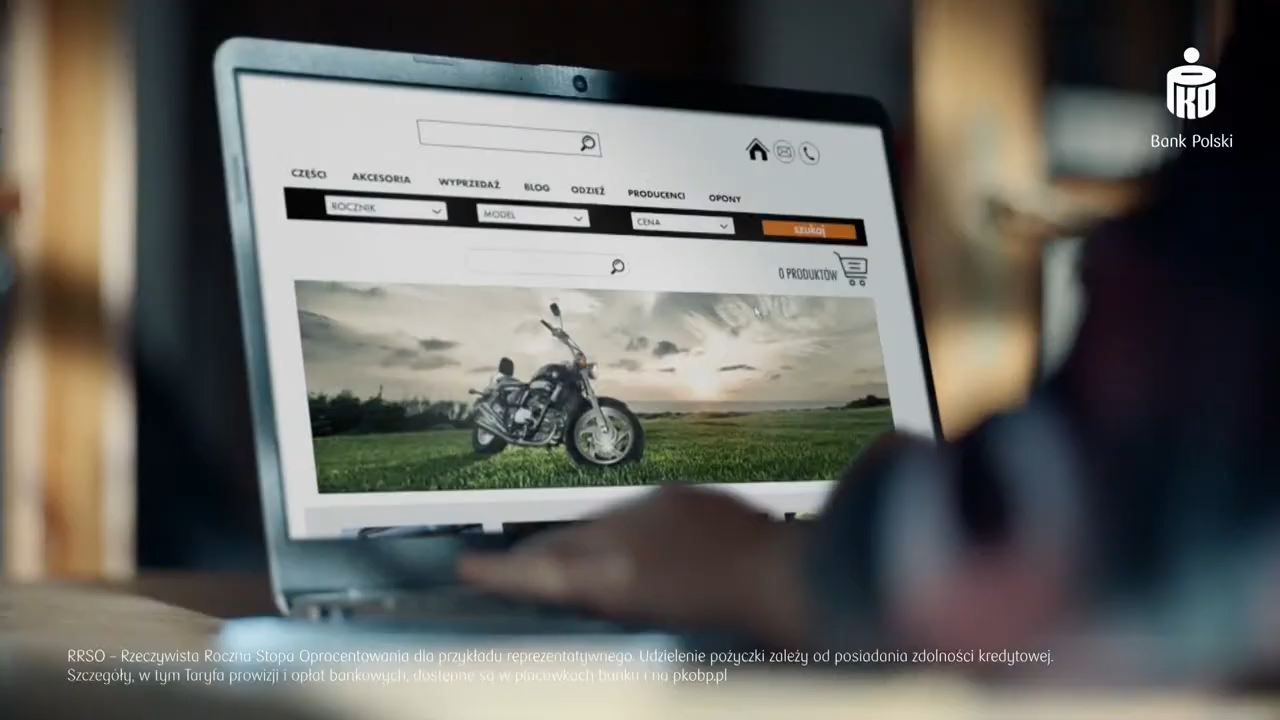 PKO
Bank Polski
CZĘŚCI AKCESORIA WYPRZEDAŻ BLOG ODZIEŻ PRODUCENCI OPONY
ROCZNIK MODEL CENA szukaj
0 PRODUKTÓW
RRSO – Rzeczywista Roczna Stopa Oprocentowania dla przykładu reprezentatywnego. Udzielenie pożyczki zależy od posiadania zdolności kredytowej.
Szczegóły, w tym Taryfa prowizji i opłat bankowych, dostępne są w placówkach banku i na pkobp.pl